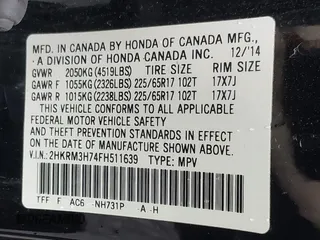 MFD. IN CANADA BY HONDA OF CANADA MFG.,
A DIVISION OF HONDA CANADA INC. 12/'14
GVWR 2050KG(4519LBS) TIRE SIZE RIM SIZE
GAWR F 1055KG(2326LBS) 225/65R17 102T 17X7J
GAWR R 1015KG(2238LBS) 225/65R17 102T 17X7J
THIS VEHICLE CONFORMS TO ALL APPLICABLE
FEDERAL MOTOR VEHICLE SAFETY
STANDARDS IN EFFECT ON THE
DATE OF MANUFACTURE SHOWN ABOVE.
V.I.N.: 2HKRM3H74FH511639 TYPE: MPV
TFF F AC6 NH731P A -H